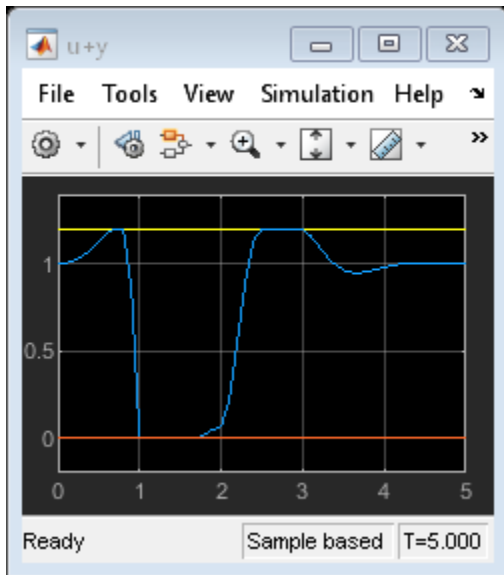 u+y
File Tools View Simulation Help
»
1
0.5
0
0 1 2 3 4 5
Ready Sample based T=5.000